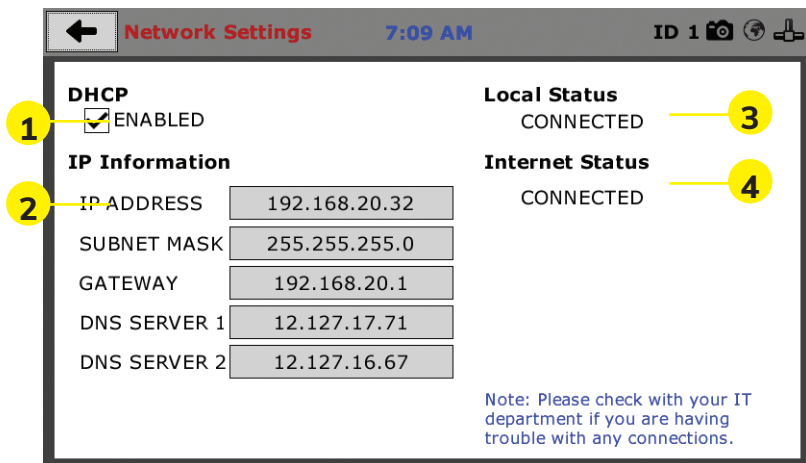 Network Settings 7:09 AM ID 1
DHCP
1 ENABLED
IP Information
2 IP ADDRESS 192.168.20.32
SUBNET MASK 255.255.255.0
GATEWAY 192.168.20.1
DNS SERVER 1 12.127.17.71
DNS SERVER 2 12.127.16.67
Local Status
CONNECTED 3
Internet Status
CONNECTED 4
Note: Please check with your IT
department if you are having
trouble with any connections.